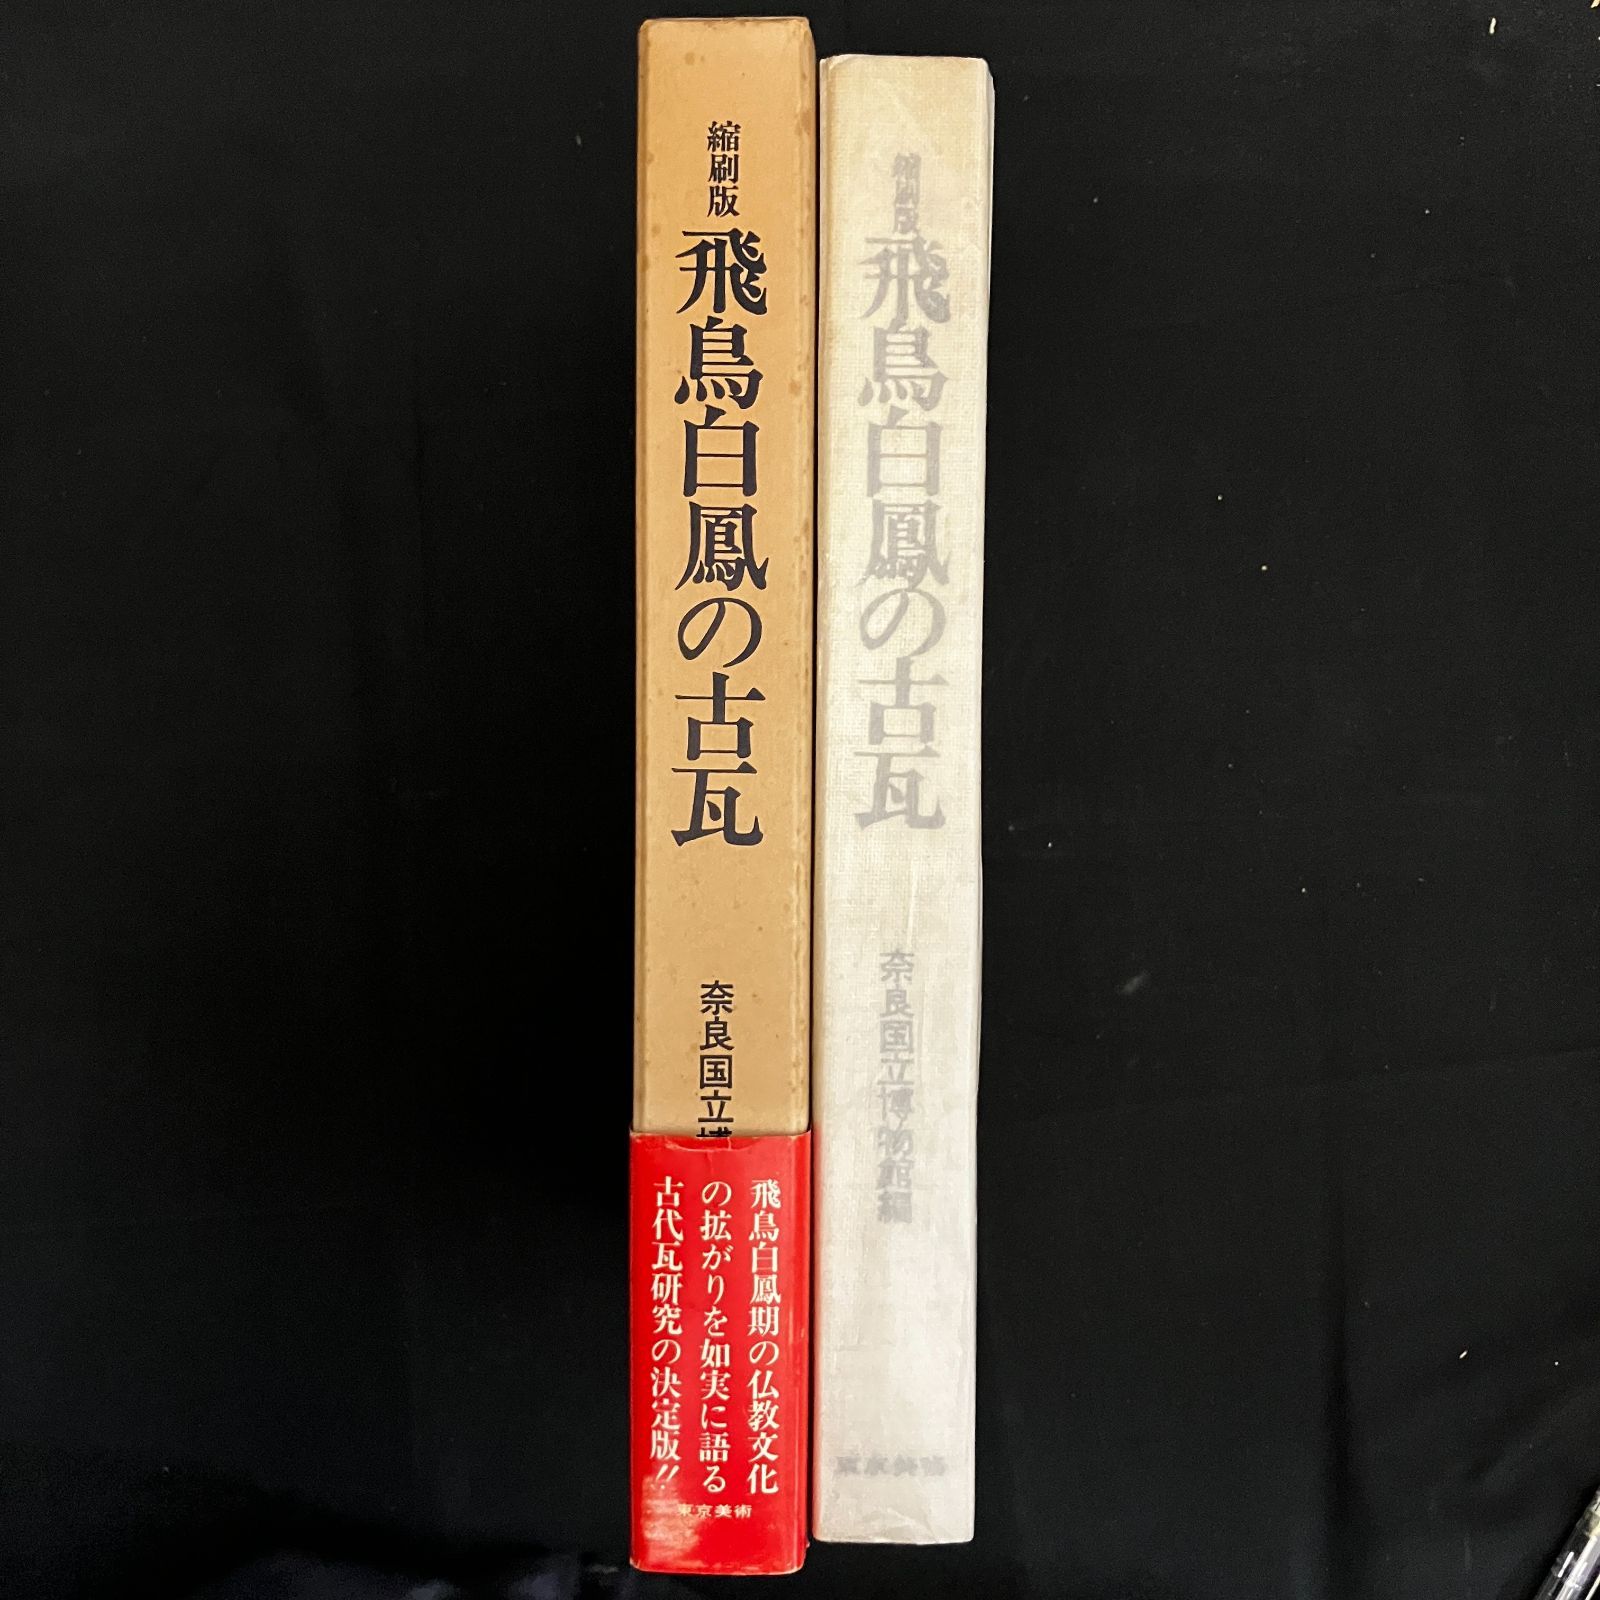 縮刷版
飛鳥白鳳の古瓦
奈良国立
飛鳥白鳳期の仏教文化
の拡がりを如実に語る
古代瓦研究の決定版!!
東京美術
縮刷版
飛鳥白鳳の古瓦
奈良国立博物館編
東京美術